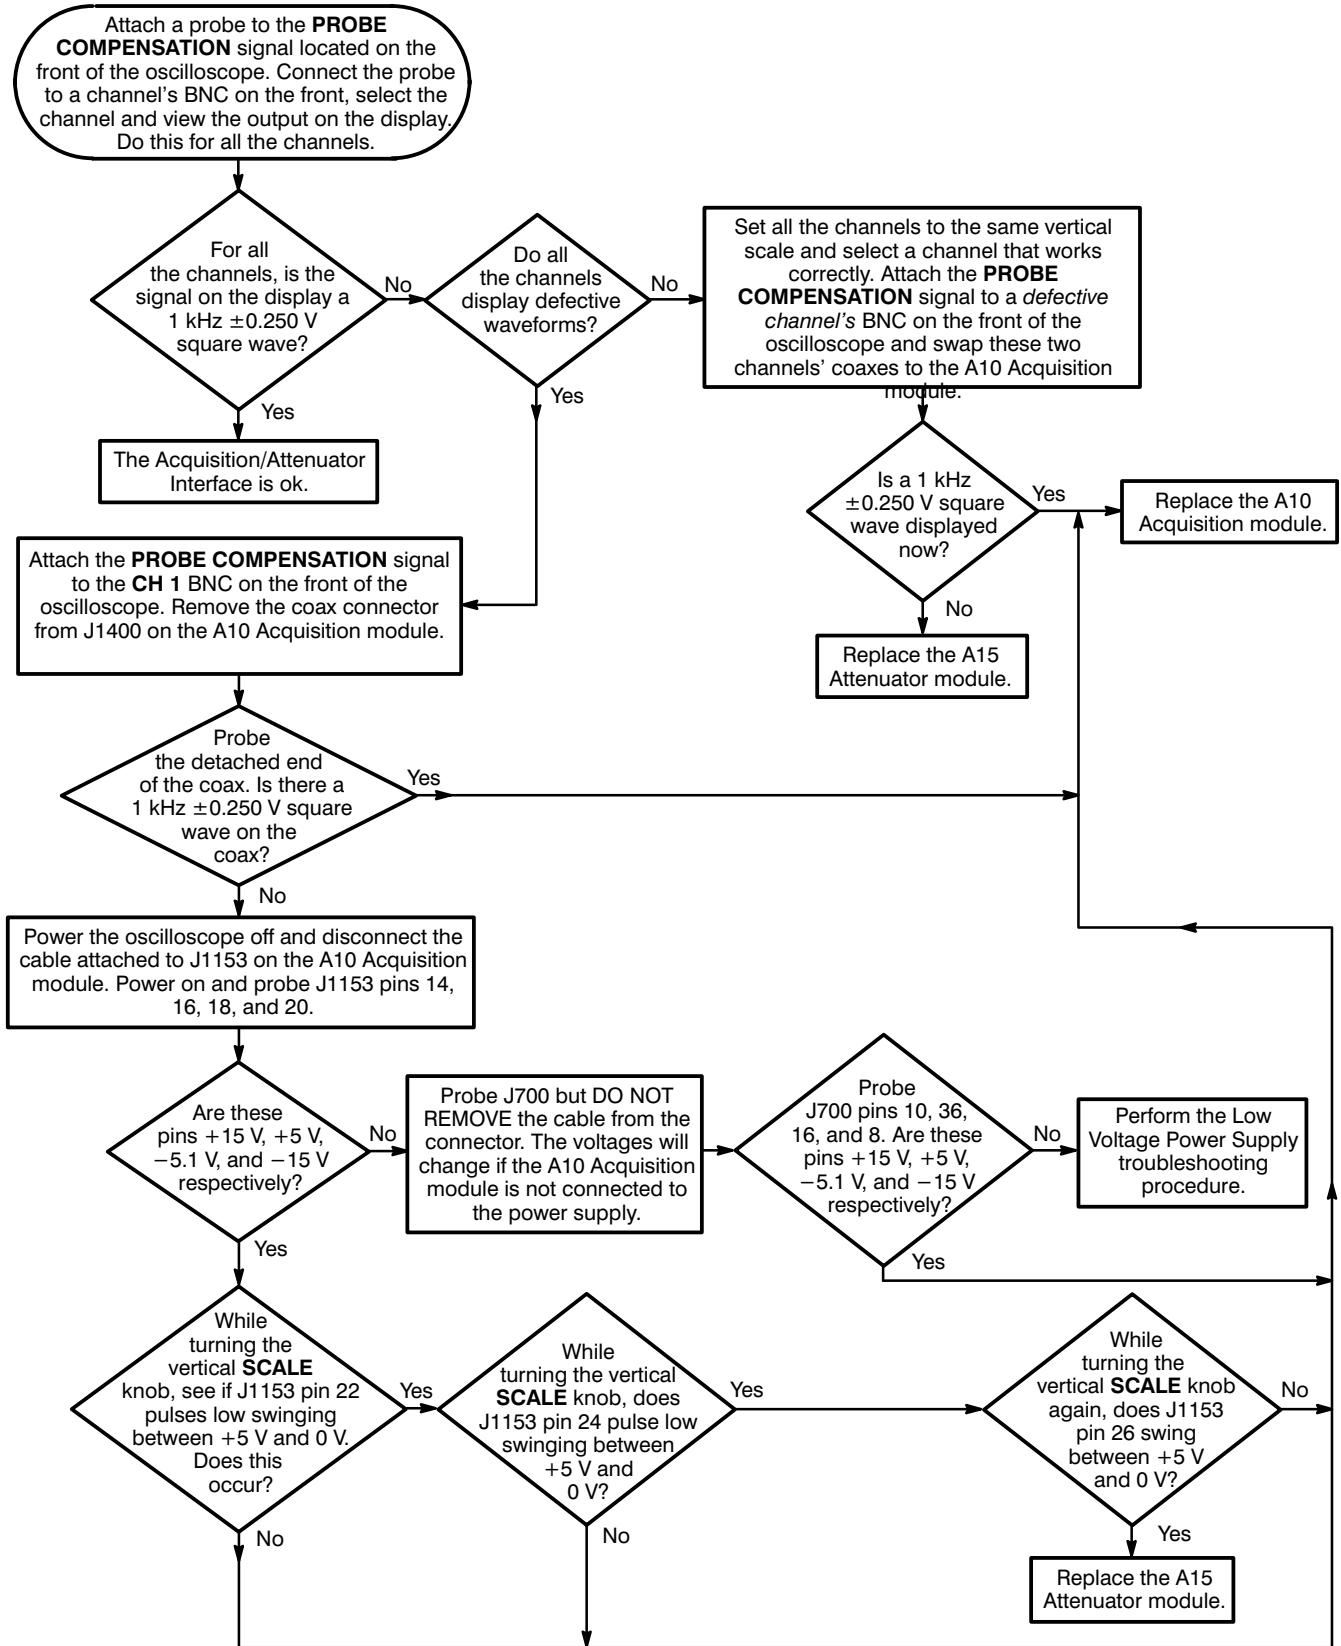 Attach a probe to the PROBE
COMPENSATION signal located on the
front of the oscilloscope. Connect the probe
to a channel's BNC on the front, select the
channel and view the output on the display.
Do this for all the channels.
For all
the channels, is the
signal on the display a
1 kHz ±0.250 V
square wave?
No
Yes
Do all
the channels
display defective
waveforms?
No
Yes
Set all the channels to the same vertical
scale and select a channel that works
correctly. Attach the PROBE
COMPENSATION signal to a defective
channel's BNC on the front of the
oscilloscope and swap these two
channels' coaxes to the A10 Acquisition
module.
The Acquisition/Attenuator
Interface is ok.
Is a 1 kHz
±0.250 V square
wave displayed
now?
Yes
No
Replace the A10
Acquisition module.
Replace the A15
Attenuator module.
Attach the PROBE COMPENSATION signal
to the CH 1 BNC on the front of the
oscilloscope. Remove the coax connector
from J1400 on the A10 Acquisition module.
Probe
the detached end
of the coax. Is there a
1 kHz ±0.250 V square
wave on the
coax?
Yes
No
Power the oscilloscope off and disconnect the
cable attached to J1153 on the A10 Acquisition
module. Power on and probe J1153 pins 14,
16, 18, and 20.
Are these
pins +15 V, +5 V,
−5.1 V, and −15 V
respectively?
No
Yes
Probe J700 but DO NOT
REMOVE the cable from the
connector. The voltages will
change if the A10 Acquisition
module is not connected to
the power supply.
Probe
J700 pins 10, 36,
16, and 8. Are these
pins +15 V, +5 V,
−5.1 V, and −15 V
respectively?
No
Yes
Perform the Low
Voltage Power Supply
troubleshooting
procedure.
While
turning the
vertical SCALE
knob, see if J1153 pin 22
pulses low swinging
between +5 V and 0 V.
Does this
occur?
Yes
No
While
turning the vertical
SCALE knob, does
J1153 pin 24 pulse low
swinging between
+5 V and
0 V?
Yes
No
While
turning the
vertical SCALE knob
again, does J1153
pin 26 swing
between +5 V
and 0 V?
No
Yes
Replace the A15
Attenuator module.